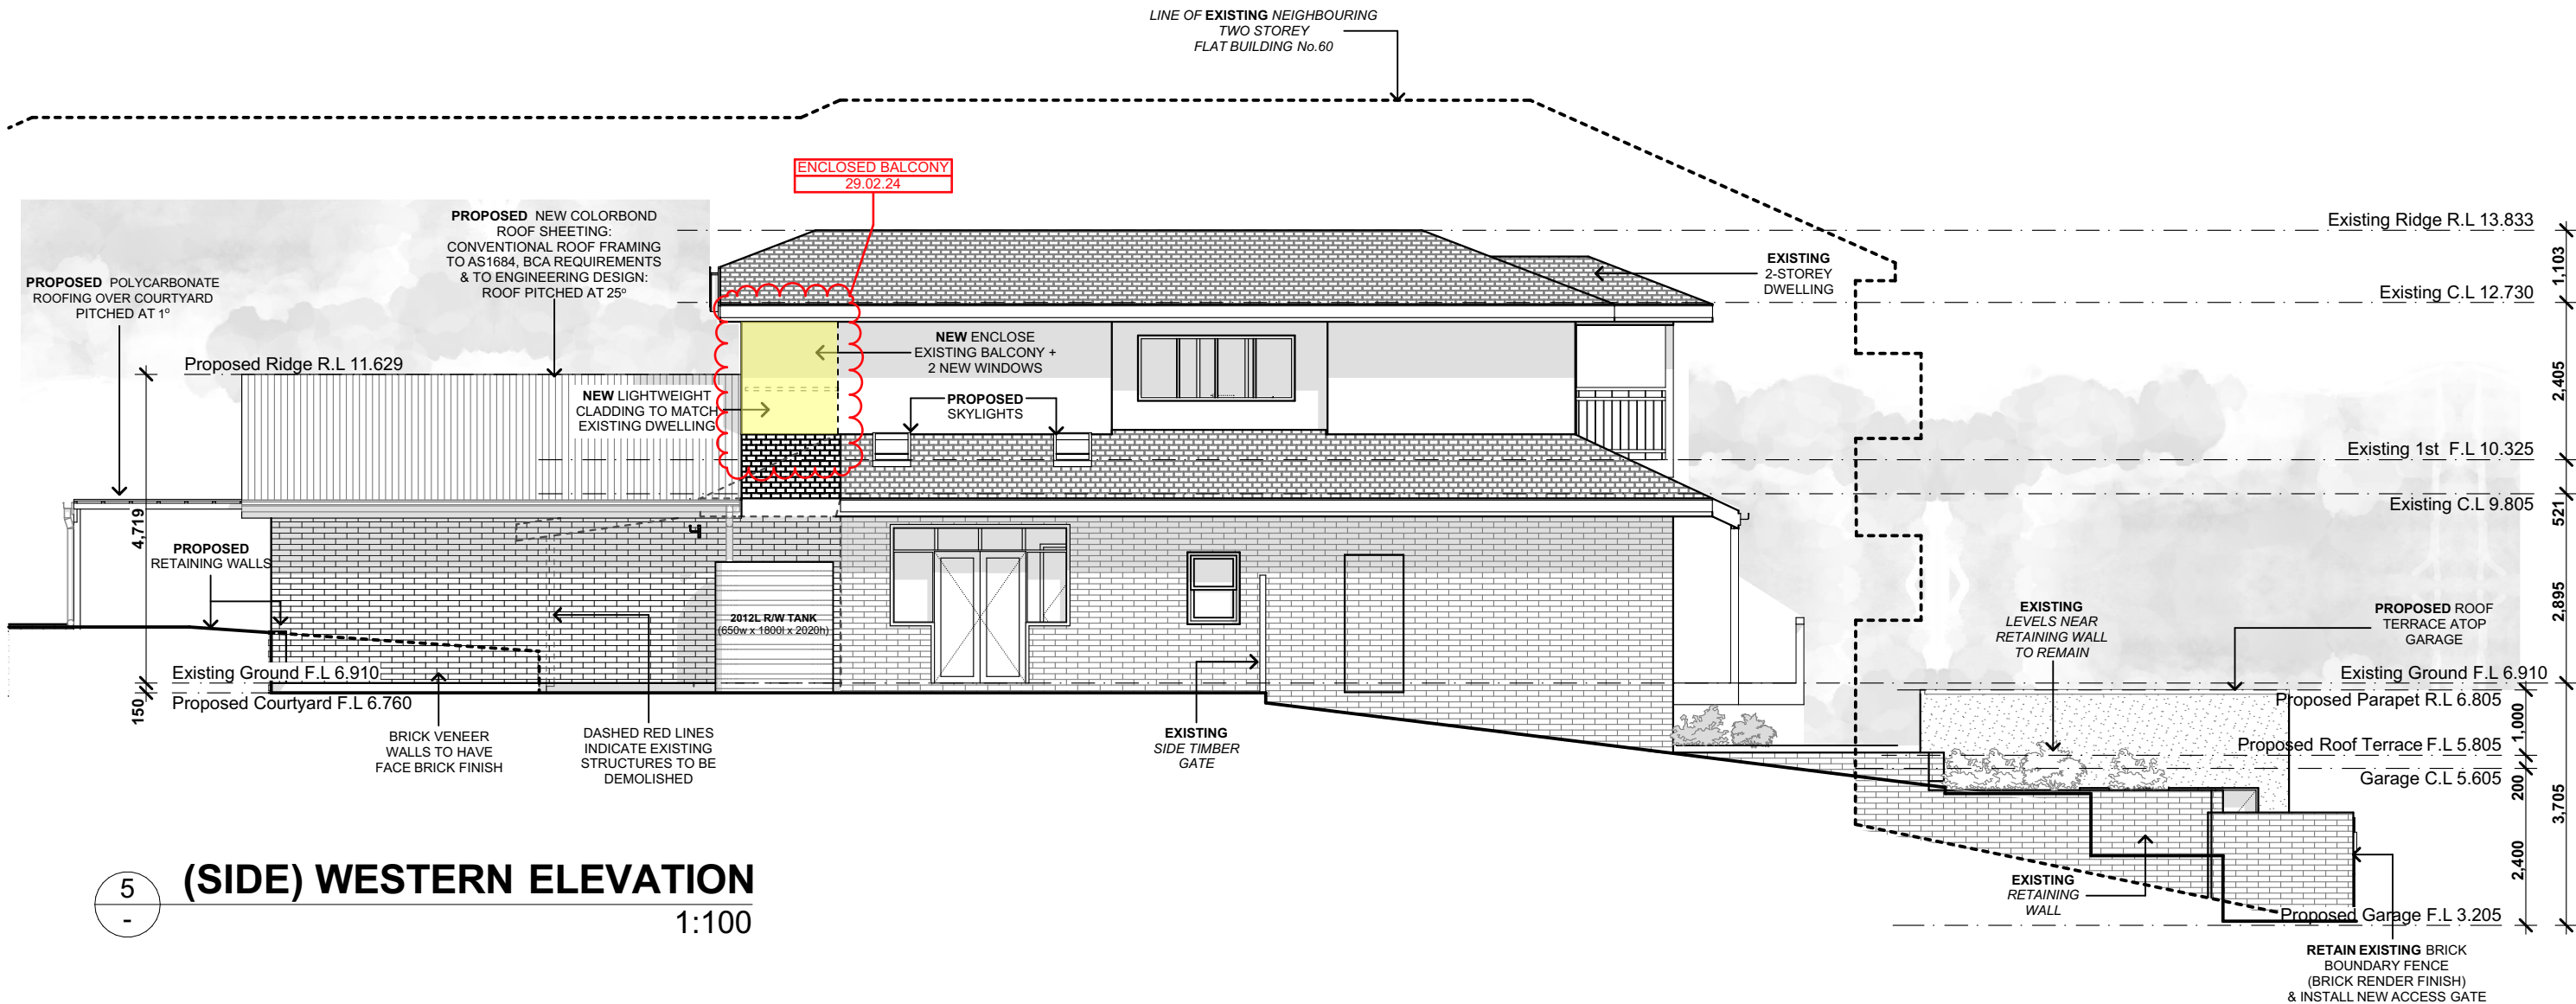 LINE OF EXISTING NEIGHBOURING
TWO STOREY
FLAT BUILDING No.60
ENCLOSED BALCONY
29.02.24
PROPOSED POLYCARBONATE
ROOFING OVER COURTYARD
PITCHED AT 1º
PROPOSED NEW COLORBOND
ROOF SHEETING:
CONVENTIONAL ROOF FRAMING
TO AS1684, BCA REQUIREMENTS
& TO ENGINEERING DESIGN:
ROOF PITCHED AT 25º
EXISTING
2-STOREY
DWELLING
Existing Ridge R.L 13.833
1,103
Existing C.L 12.730
NEW ENCLOSE
EXISTING BALCONY +
2 NEW WINDOWS
Proposed Ridge R.L 11.629
NEW LIGHTWEIGHT
CLADDING TO MATCH
EXISTING DWELLING
PROPOSED
SKYLIGHTS
2,405
Existing 1st F.L 10.325
Existing C.L 9.805
521
4,719
PROPOSED
RETAINING WALLS
2012L R/W TANK
(650w x 1800l x 2020h)
2,895
EXISTING
LEVELS NEAR
RETAINING WALL
TO REMAIN
PROPOSED ROOF
TERRACE ATOP
GARAGE
Existing Ground F.L 6.910
Proposed Courtyard F.L 6.760
150
Existing Ground F.L 6.910
Proposed Parapet R.L 6.805
1,000
Proposed Roof Terrace F.L 5.805
Garage C.L 5.605
200
3,705
2,400
BRICK VENEER
WALLS TO HAVE
FACE BRICK FINISH
DASHED RED LINES
INDICATE EXISTING
STRUCTURES TO BE
DEMOLISHED
EXISTING
SIDE TIMBER
GATE
EXISTING
RETAINING
WALL
Proposed Garage F.L 3.205
RETAIN EXISTING BRICK
BOUNDARY FENCE
(BRICK RENDER FINISH)
& INSTALL NEW ACCESS GATE
5
-
(SIDE) WESTERN ELEVATION
1:100